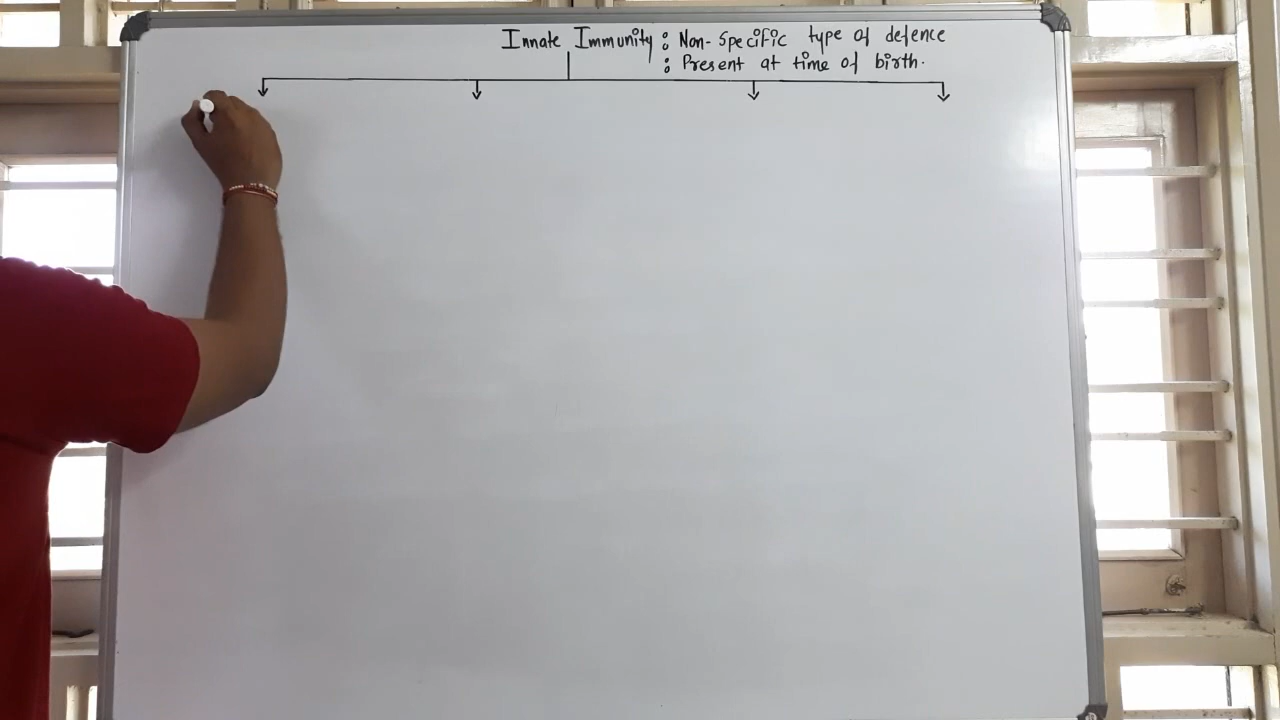 Innate Immunity : Non-Specific type of defence
: Present at time of birth.